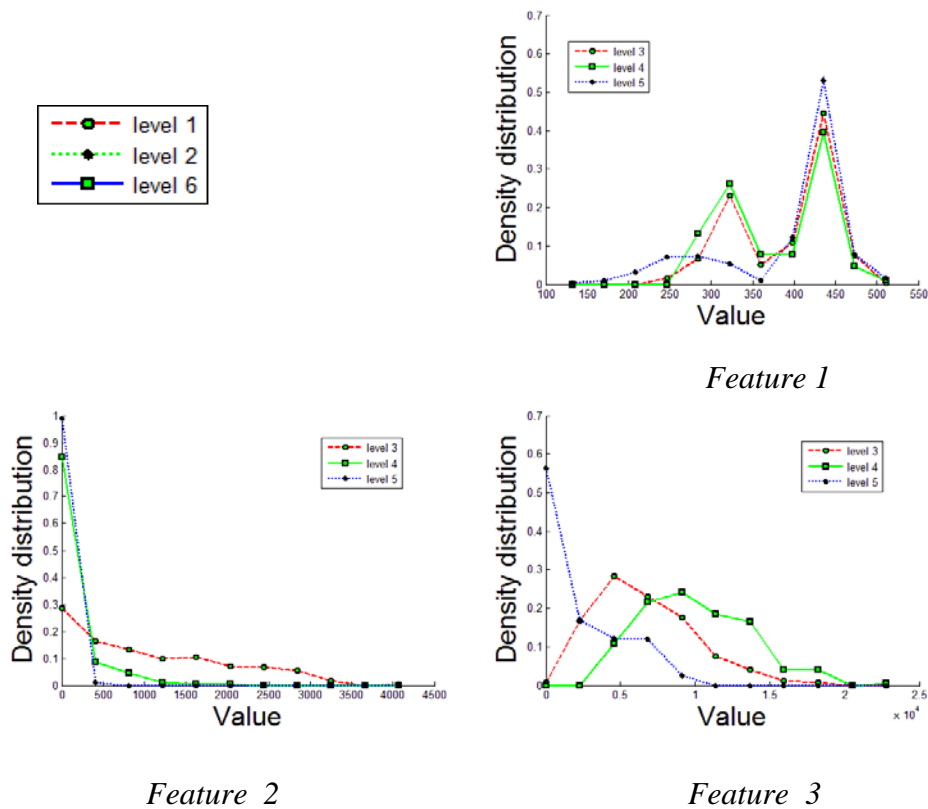 level 1
level 2
level 6
Density distribution
0.7
0.6
0.5
0.4
0.3
0.2
0.1
0
level 3
level 4
level 5
100 150 200 250 300 350 400 450 500 550
Value
Feature 1
Density distribution
1
0.9
0.8
0.7
0.6
0.5
0.4
0.3
0.2
0.1
0
level 3
level 4
level 5
0 500 1000 1500 2000 2500 3000 3500 4000 4500
Value
Feature 2
Density distribution
0.7
0.6
0.5
0.4
0.3
0.2
0.1
0
level 3
level 4
level 5
0 0.5 1 1.5 2 2.5
× 10⁴
Value
Feature 3